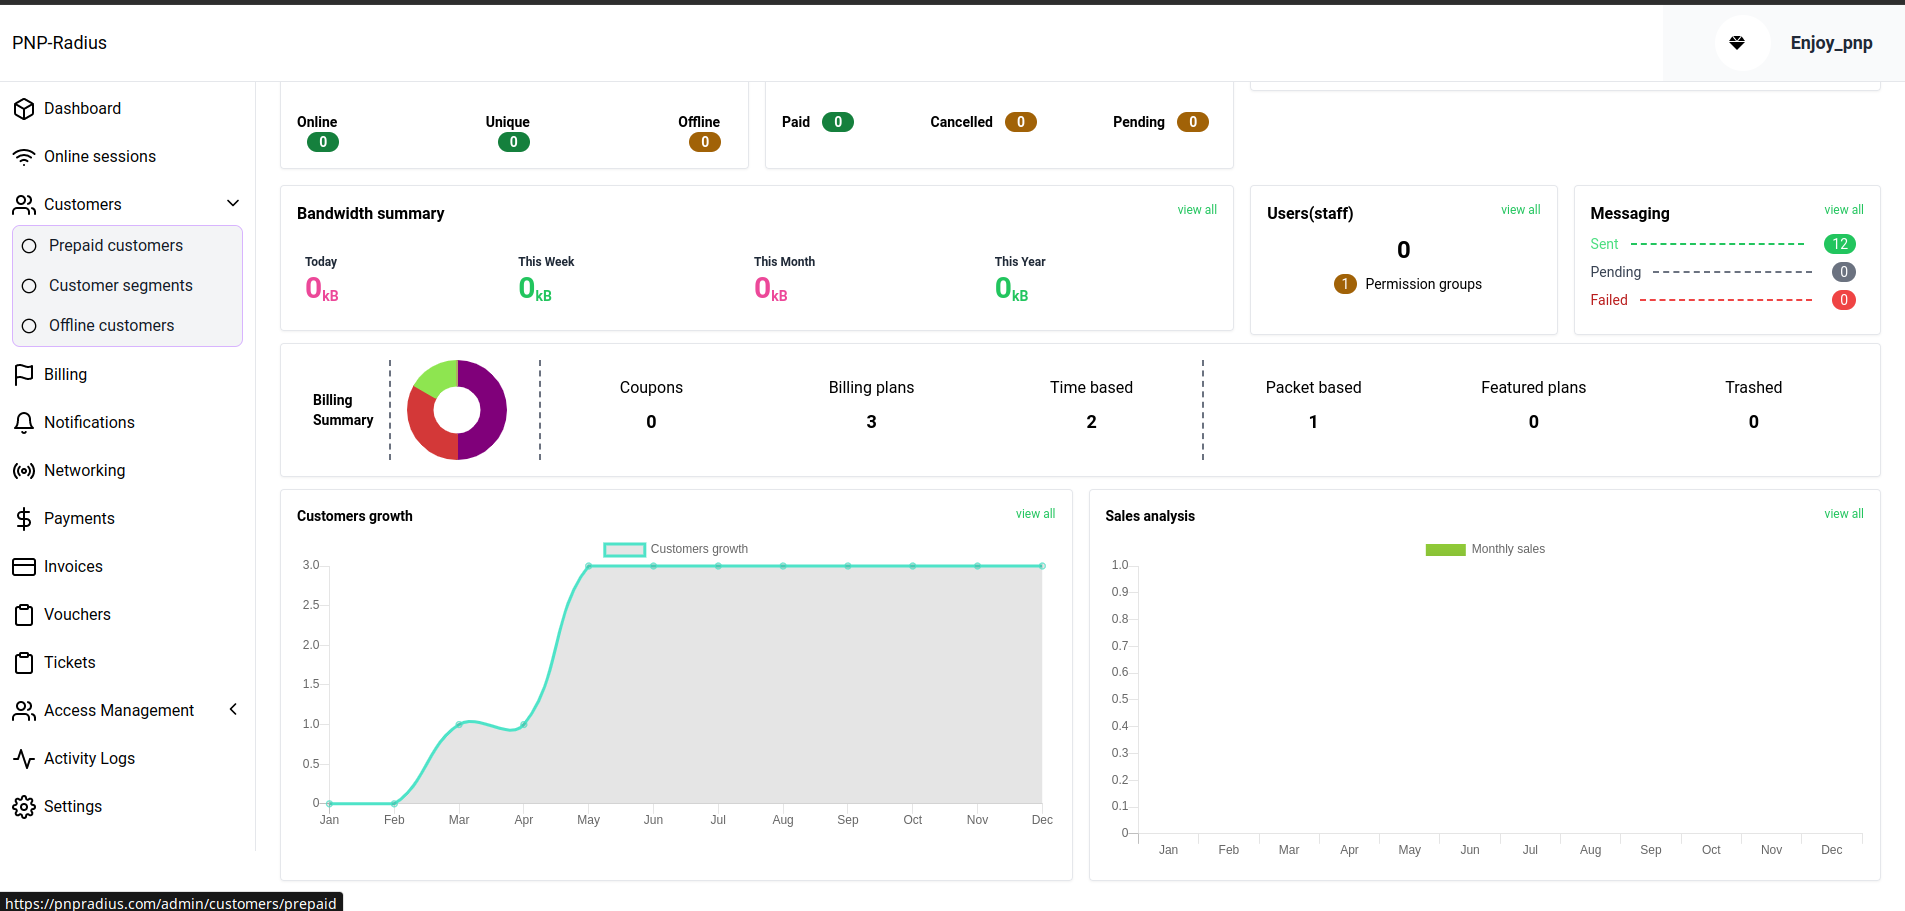 PNP-Radius
Enjoy_pnp
Dashboard
Online sessions
Customers
Prepaid customers
Customer segments
Offline customers
Billing
Notifications
Networking
Payments
Invoices
Vouchers
Tickets
Access Management
Activity Logs
Settings
Online Unique Offline
0 0 0
Paid 0 Cancelled 0 Pending 0
Bandwidth summary view all
Today This Week This Month This Year
0kB 0kB 0kB 0kB
Users(staff) view all
0
1 Permission groups
Messaging view all
Sent 12
Pending 0
Failed 0
Billing
Summary
Coupons Billing plans Time based Packet based Featured plans Trashed
0 3 2 1 0 0
Customers growth view all
Customers growth
3.0
2.5
2.0
1.5
1.0
0.5
0
Jan Feb Mar Apr May Jun Jul Aug Sep Oct Nov Dec
Sales analysis view all
Monthly sales
1.0
0.9
0.8
0.7
0.6
0.5
0.4
0.3
0.2
0.1
0
Jan Feb Mar Apr May Jun Jul Aug Sep Oct Nov Dec
https://pnpradius.com/admin/customers/prepaid